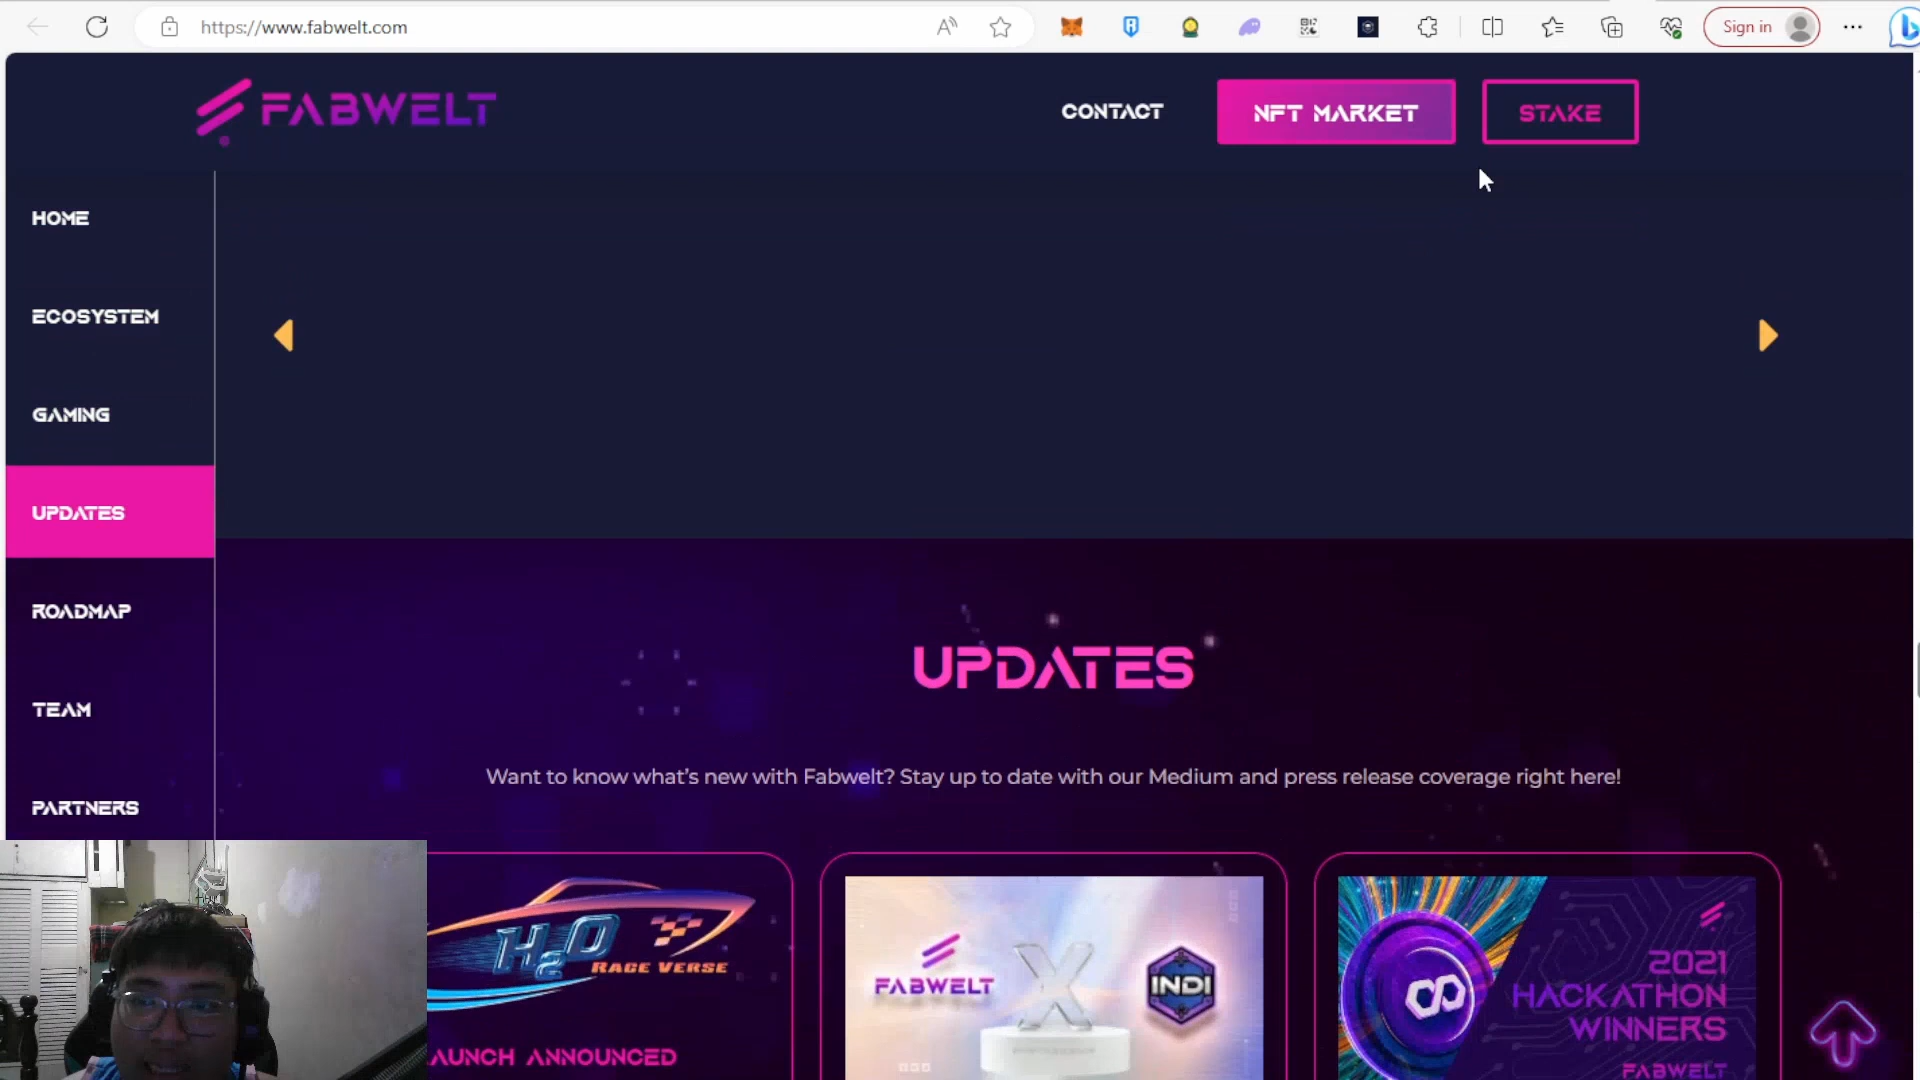 https://www.fabwelt.com
Sign in
FABWELT
CONTACT
NFT MARKET
STAKE
HOME
ECOSYSTEM
GAMING
UPDATES
ROADMAP
TEAM
PARTNERS
UPDATES
Want to know what's new with Fabwelt? Stay up to date with our Medium and press release coverage right here!
H2O
RACE VERSE
AUNCH ANNOUNCED
FABWELT
X
INDI
2021
HACKATHON
WINNERS
FABWELT